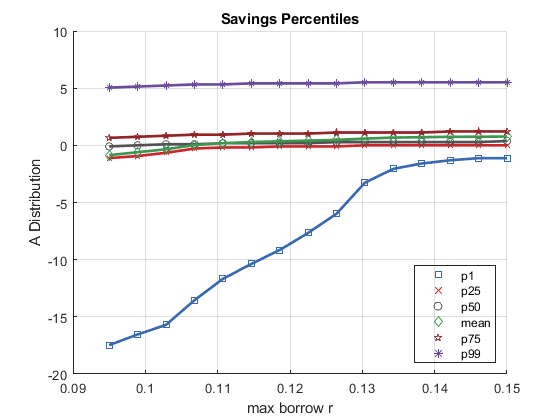 Savings Percentiles
A Distribution
10
5
0
-5
-10
-15
-20
0.09
0.1
0.11
0.12
0.13
0.14
0.15
max borrow r
p1
p25
p50
mean
p75
p99